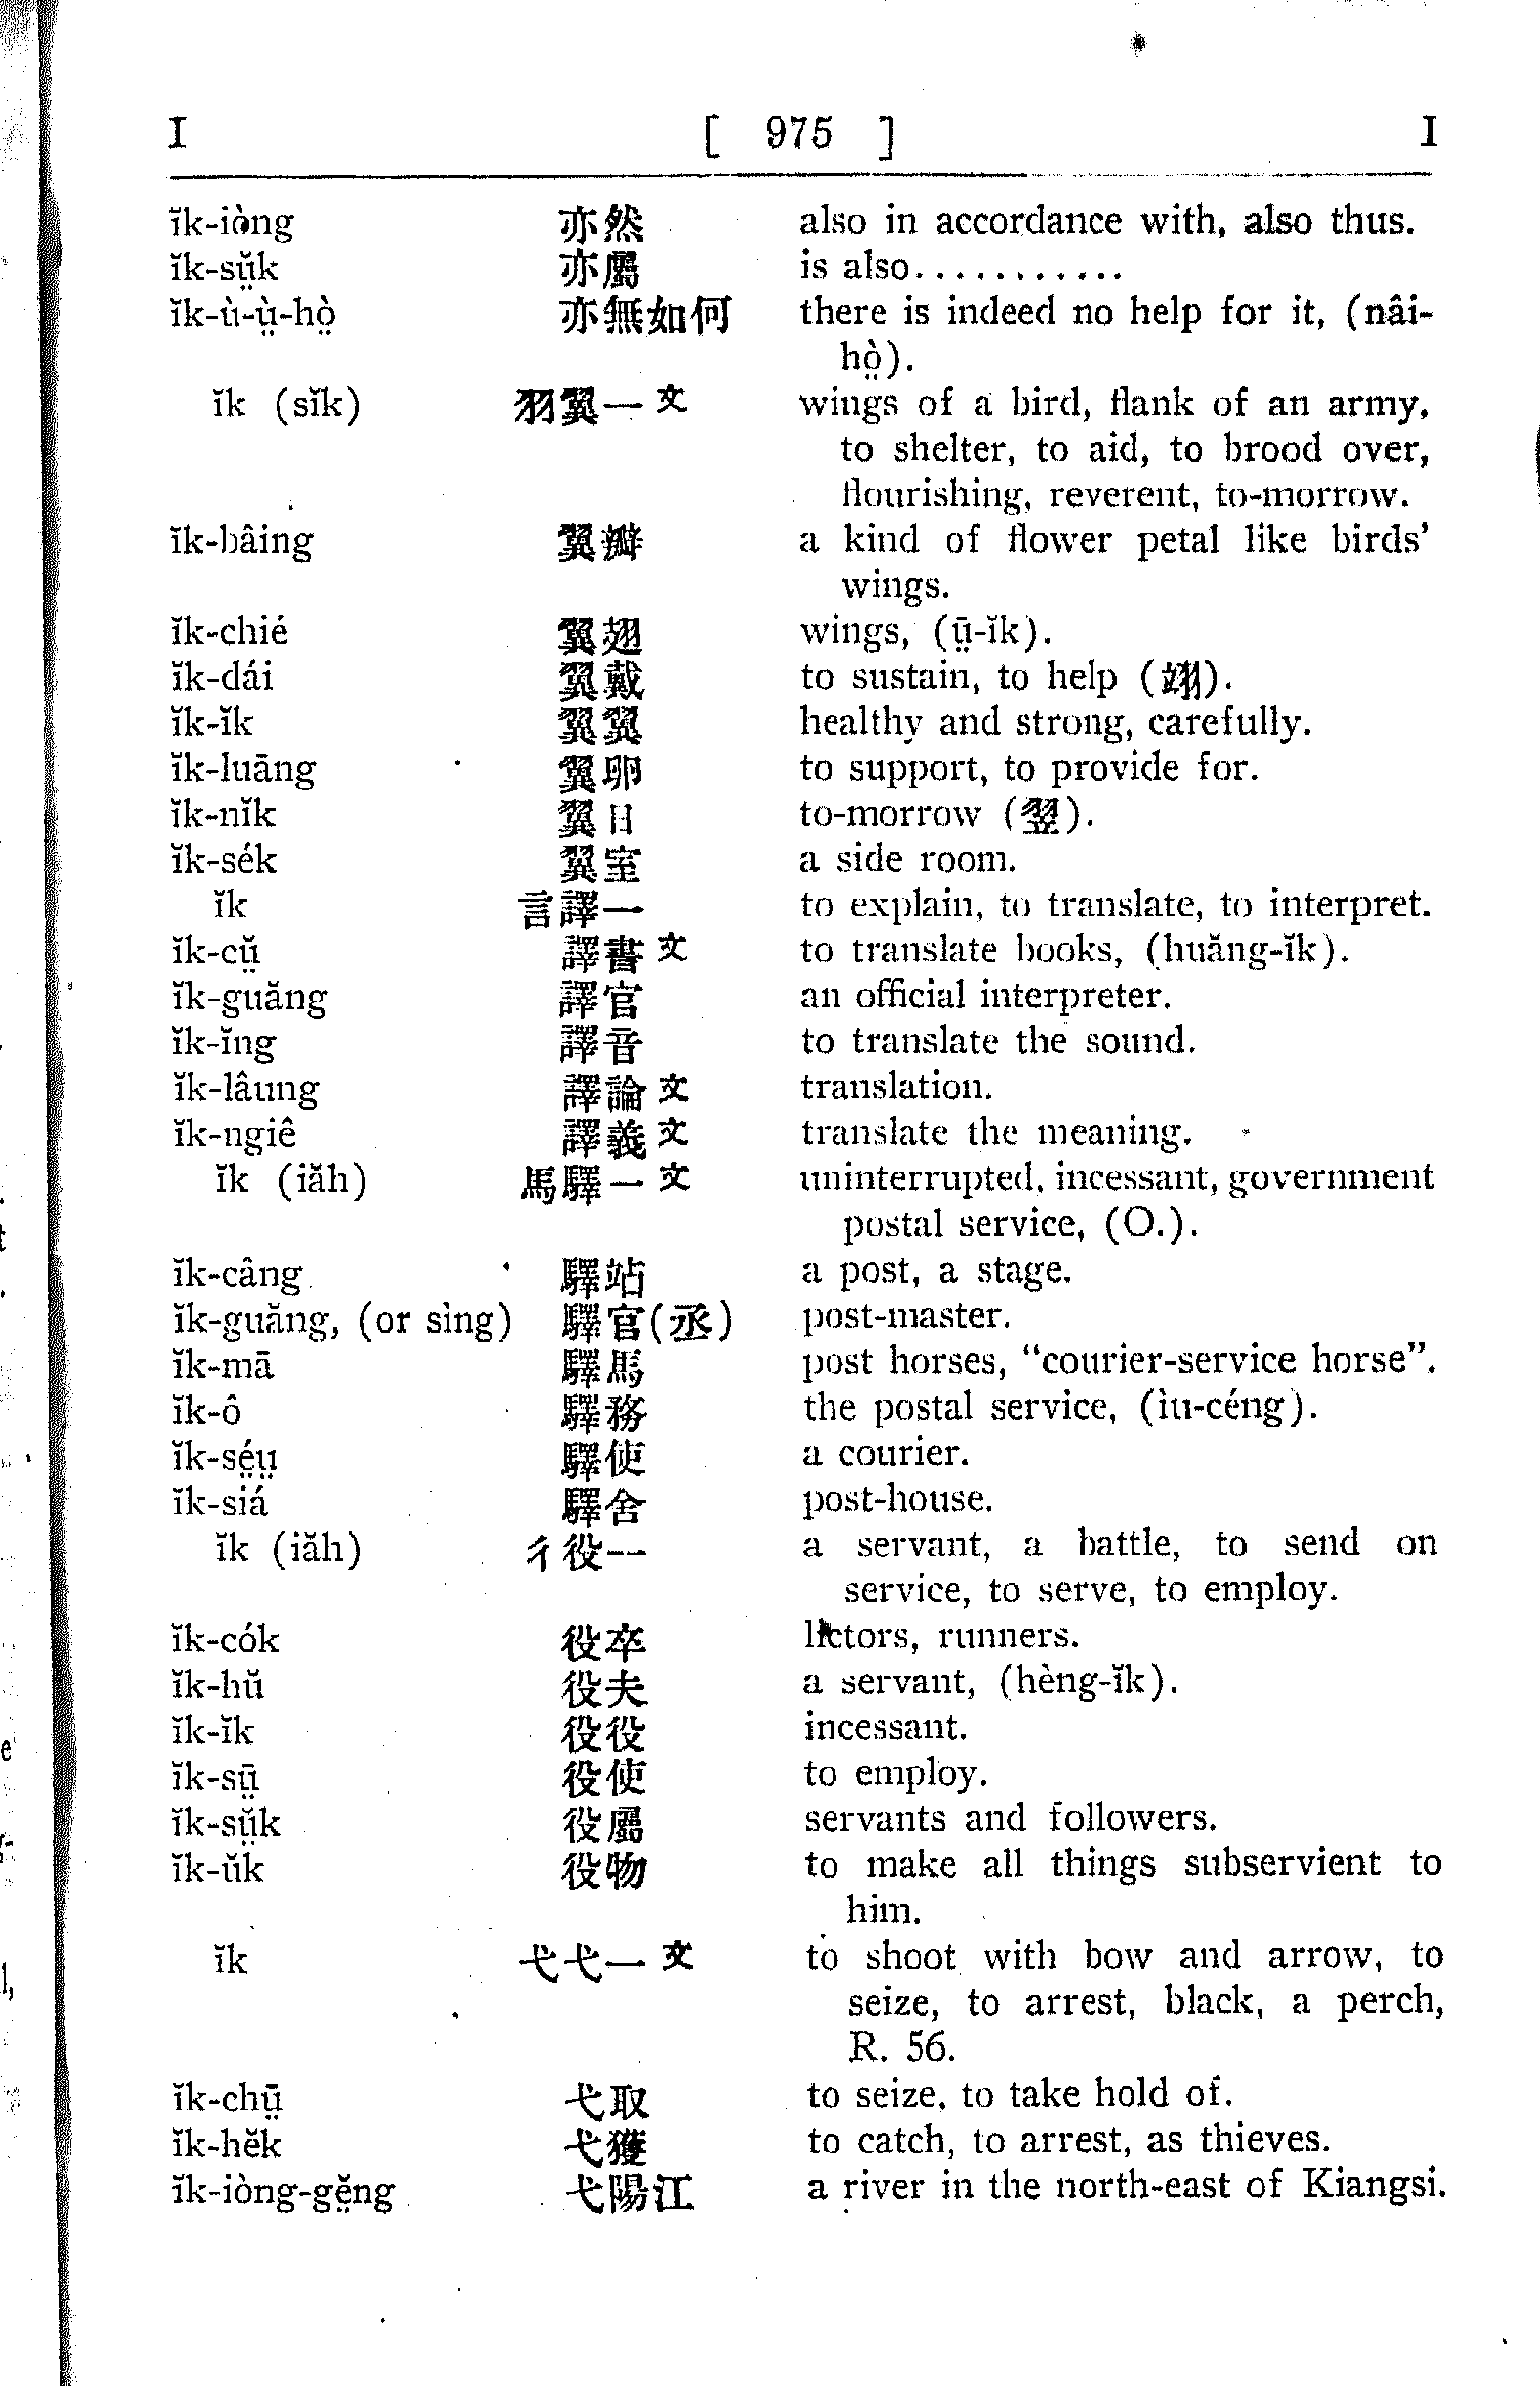 I [ 975 ] I
ĭk-iòng 亦然 also in accordance with, also thus.
ĭk-sṳ̆k 亦屬 is also...........
ĭk-ù-ṳ̀-hò̤ 亦無如何 there is indeed no help for it, (nâi-
hò̤).
ĭk (sĭk) 羽翼一文 wings of a bird, flank of an army,
to shelter, to aid, to brood over,
flourishing, reverent, to-morrow.
ĭk-bâing 翼瓣 a kind of flower petal like birds'
wings.
ĭk-chié 翼翅 wings, (ṳ̄-ĭk).
ĭk-dái 翼戴 to sustain, to help (翊).
ĭk-ĭk 翼翼 healthy and strong, carefully.
ĭk-luāng 翼卵 to support, to provide for.
ĭk-nĭk 翼日 to-morrow (翌).
ĭk-sék 翼室 a side room.
ĭk 言譯一 to explain, to translate, to interpret.
ĭk-cṳ̆ 譯書文 to translate books, (huăng-ĭk).
ĭk-guăng 譯官 an official interpreter.
ĭk-ĭng 譯音 to translate the sound.
ĭk-lâung 譯論文 translation.
ĭk-ngiê 譯義文 translate the meaning.
ĭk (iăh) 馬驛一文 uninterrupted, incessant, government
postal service, (O.).
ĭk-câng 驛站 a post, a stage.
ĭk-guăng, (or sìng) 驛官(丞) post-master.
ĭk-mā 驛馬 post horses, “courier-service horse”.
ĭk-ô 驛務 the postal service, (ìu-céng).
ĭk-sé̤ṳ 驛使 a courier.
ĭk-siá 驛舍 post-house.
ĭk (iăh) 彳役一 a servant, a battle, to send on
service, to serve, to employ.
ĭk-cók 役卒 lictors, runners.
ĭk-hŭ 役夫 a servant, (hèng-ĭk).
ĭk-ĭk 役役 incessant.
ĭk-sṳ̄ 役使 to employ.
ĭk-sṳ̆k 役屬 servants and followers.
ĭk-ŭk 役物 to make all things subservient to
him.
ĭk 弋弋一文 to shoot with bow and arrow, to
seize, to arrest, black, a perch,
R. 56.
ĭk-chṳ̄ 弋取 to seize, to take hold of.
ĭk-hĕk 弋獲 to catch, to arrest, as thieves.
ĭk-iòng-gĕ̤ng 弋陽江 a river in the north-east of Kiangsi.